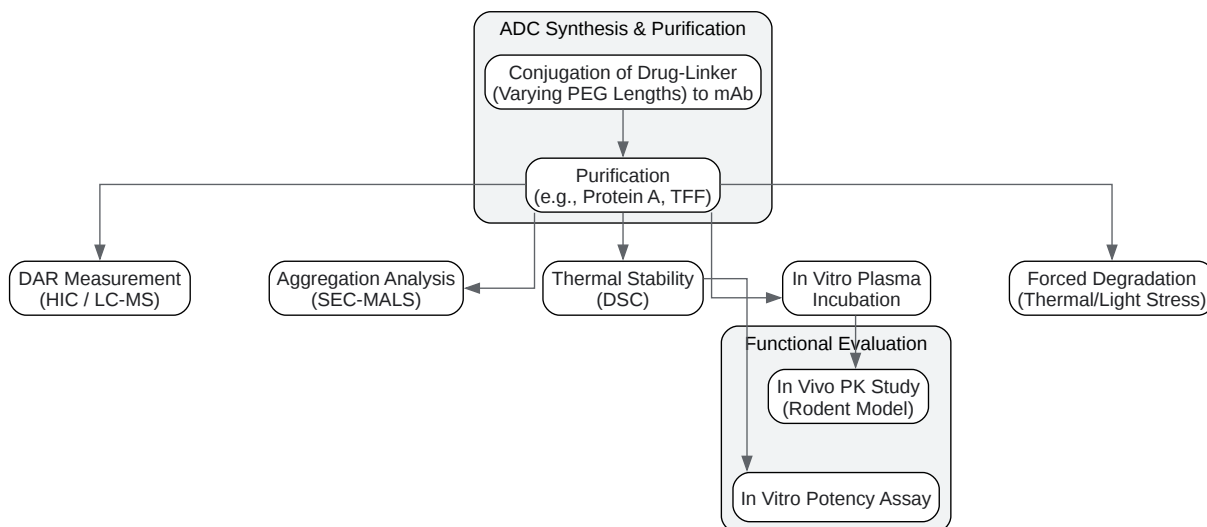 ADC Synthesis & Purification
Conjugation of Drug-Linker
(Varying PEG Lengths) to mAb
Purification
(e.g., Protein A, TFF)
DAR Measurement
(HIC / LC-MS)
Aggregation Analysis
(SEC-MALS)
Thermal Stability
(DSC)
In Vitro Plasma
Incubation
Forced Degradation
(Thermal/Light Stress)
Functional Evaluation
In Vivo PK Study
(Rodent Model)
In Vitro Potency Assay